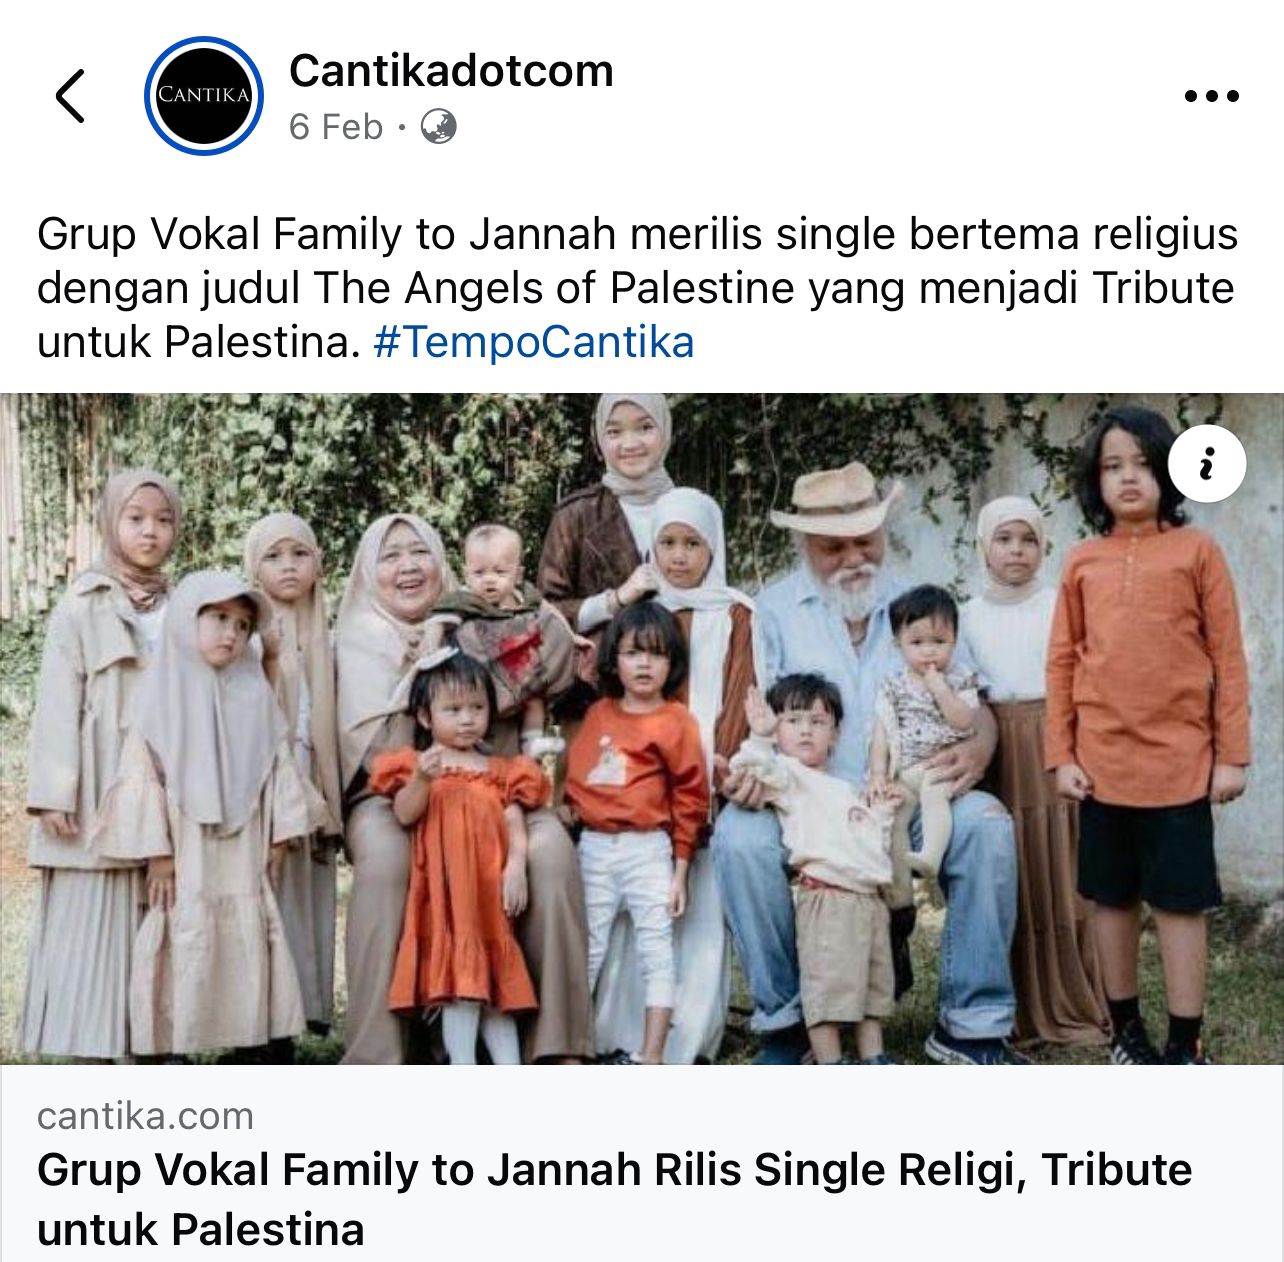 CANTIKA
Cantikadotcom
6 Feb ·
Grup Vokal Family to Jannah merilis single bertema religius
dengan judul The Angels of Palestine yang menjadi Tribute
untuk Palestina. #TempoCantika
cantika.com
Grup Vokal Family to Jannah Rilis Single Religi, Tribute
untuk Palestina